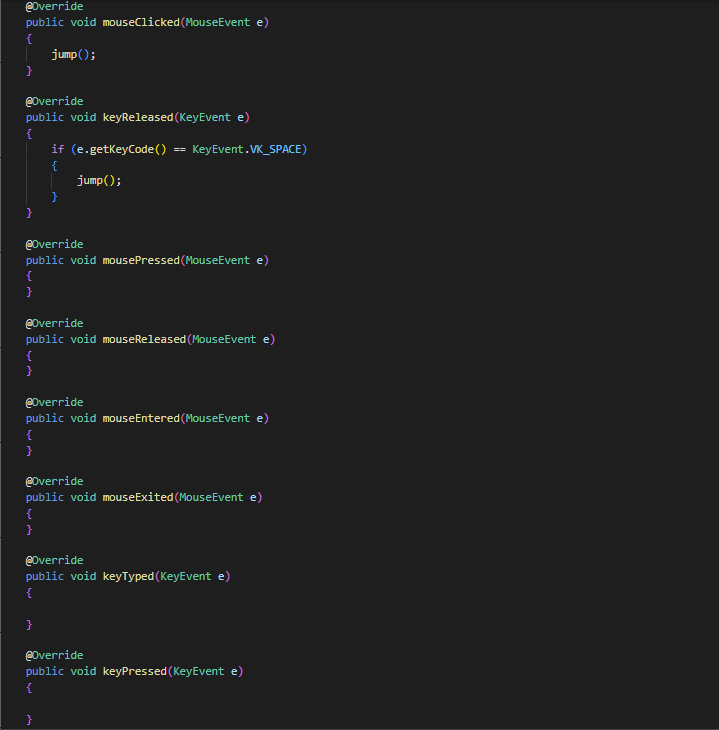 @Override
public void mouseClicked(MouseEvent e)
{
jump();
}
@Override
public void keyReleased(KeyEvent e)
{
if (e.getKeyCode() == KeyEvent.VK_SPACE)
{
jump();
}
}
@Override
public void mousePressed(MouseEvent e)
{
}
@Override
public void mouseReleased(MouseEvent e)
{
}
@Override
public void mouseEntered(MouseEvent e)
{
}
@Override
public void mouseExited(MouseEvent e)
{
}
@Override
public void keyTyped(KeyEvent e)
{
}
@Override
public void keyPressed(KeyEvent e)
{
}